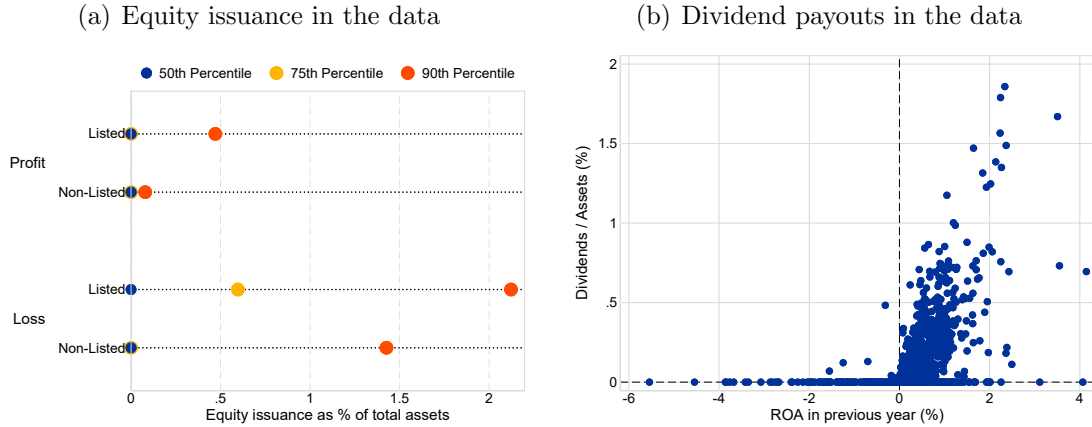 (a) Equity issuance in the data
50th Percentile 75th Percentile 90th Percentile
Profit
Listed
Non-Listed
Loss
Listed
Non-Listed
0 .5 1 1.5 2
Equity issuance as % of total assets
(b) Dividend payouts in the data
Dividends / Assets (%)
2
1.5
1
.5
0
-6 -4 -2 0 2 4
ROA in previous year (%)